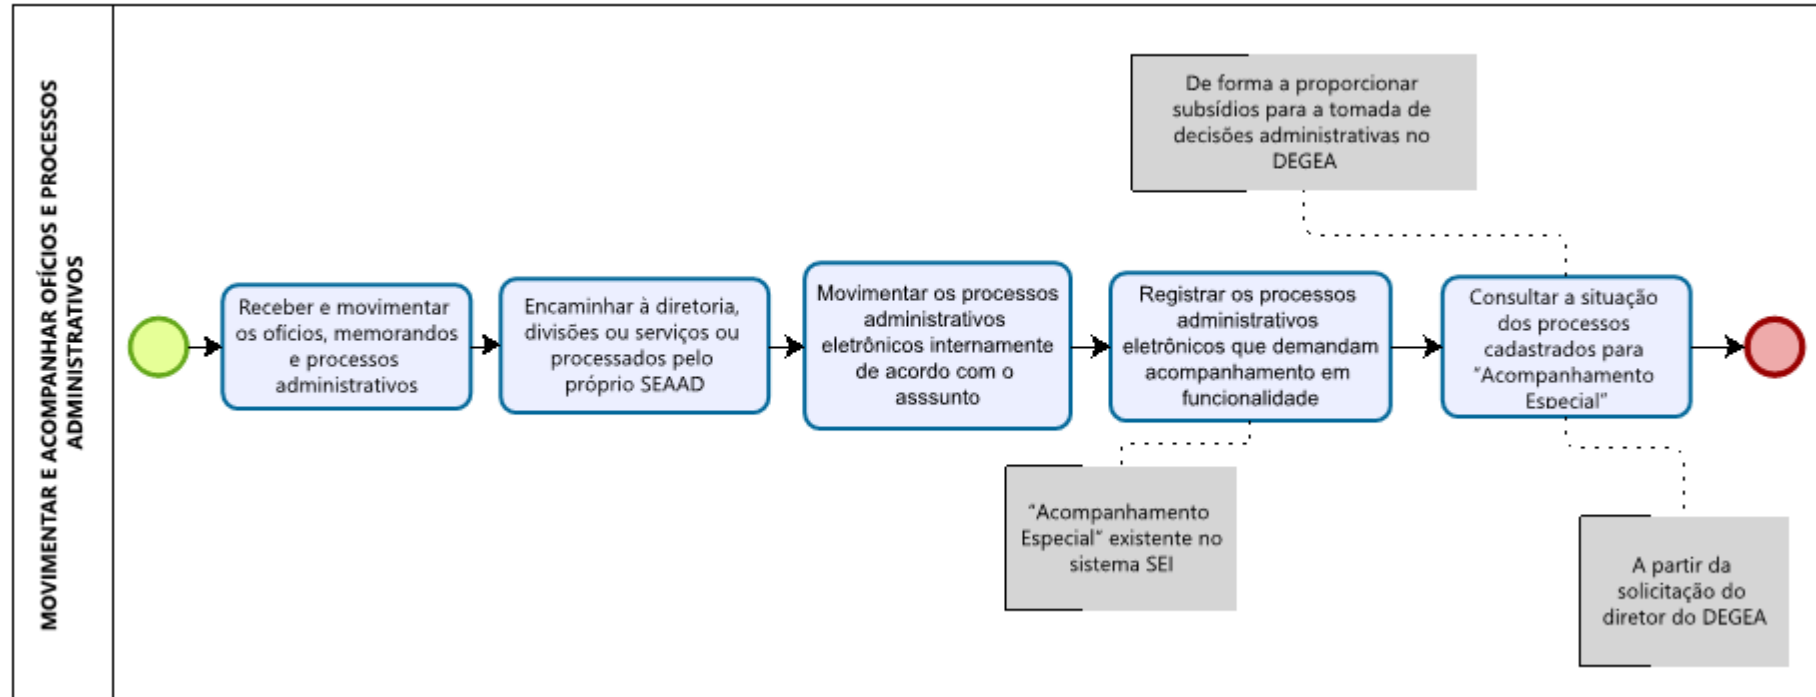 MOVIMENTAR E ACOMPANHAR OFÍCIOS E PROCESSOS
ADMINISTRATIVOS
Receber e movimentar
os ofícios, memorandos
e processos
administrativos
Encaminhar à diretoria,
divisões ou serviços ou
processados pelo
próprio SEAAD
Movimentar os processos
administrativos
eletrônicos internamente
de acordo com o
asssunto
Registrar os processos
administrativos
eletrônicos que demandam
acompanhamento em
funcionalidade
"Acompanhamento
Especial" existente no
sistema SEI
Consultar a situação
dos processos
cadastrados para
"Acompanhamento
Especial"
De forma a proporcionar
subsídios para a tomada de
decisões administrativas no
DEGEA
A partir da
solicitação do
diretor do DEGEA